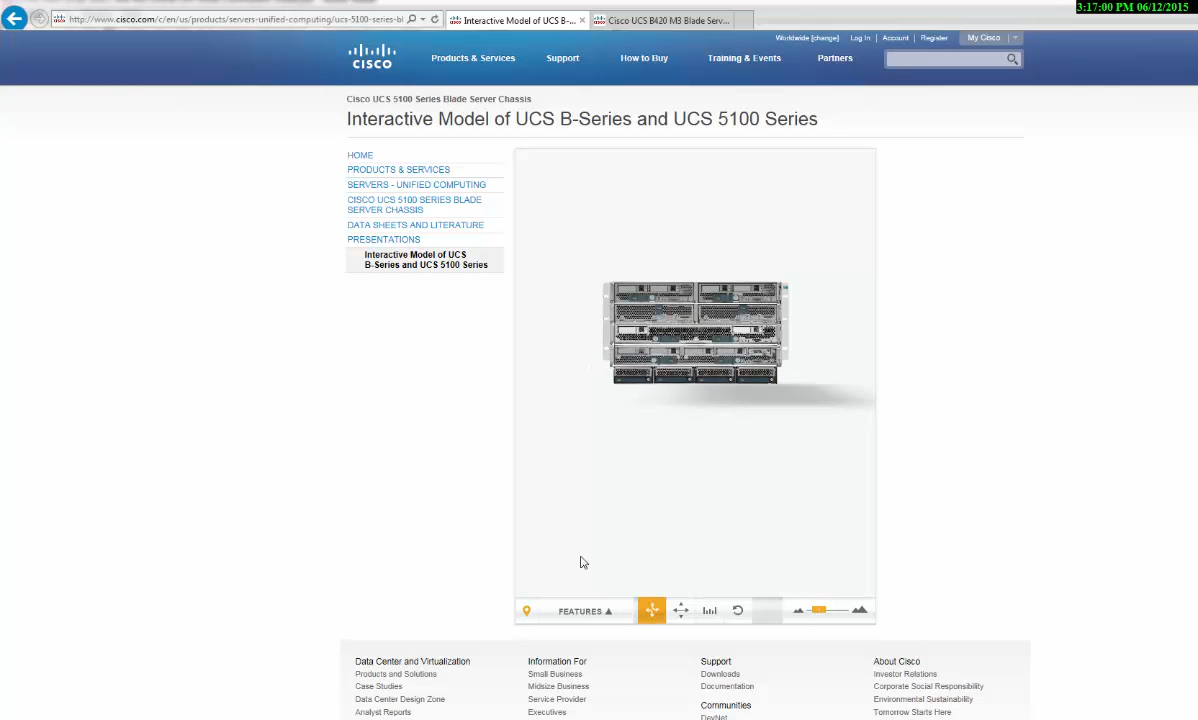 3:17:00 PM 06/12/2015
http://www.cisco.com/c/en/us/products/servers-unified-computing/ucs-5100-series-bl
Interactive Model of UCS B-...
Cisco UCS B420 M3 Blade Serv...
Worldwide [change] Log In | Account | Register My Cisco
CISCO
Products & Services Support How to Buy Training & Events Partners
Cisco UCS 5100 Series Blade Server Chassis
Interactive Model of UCS B-Series and UCS 5100 Series
HOME
PRODUCTS & SERVICES
SERVERS - UNIFIED COMPUTING
CISCO UCS 5100 SERIES BLADE
SERVER CHASSIS
DATA SHEETS AND LITERATURE
PRESENTATIONS
Interactive Model of UCS
B-Series and UCS 5100 Series
FEATURES
Data Center and Virtualization
Products and Solutions
Case Studies
Data Center Design Zone
Analyst Reports
Information For
Small Business
Midsize Business
Service Provider
Executives
Support
Downloads
Documentation
Communities
DevNet
About Cisco
Investor Relations
Corporate Social Responsibility
Environmental Sustainability
Tomorrow Starts Here